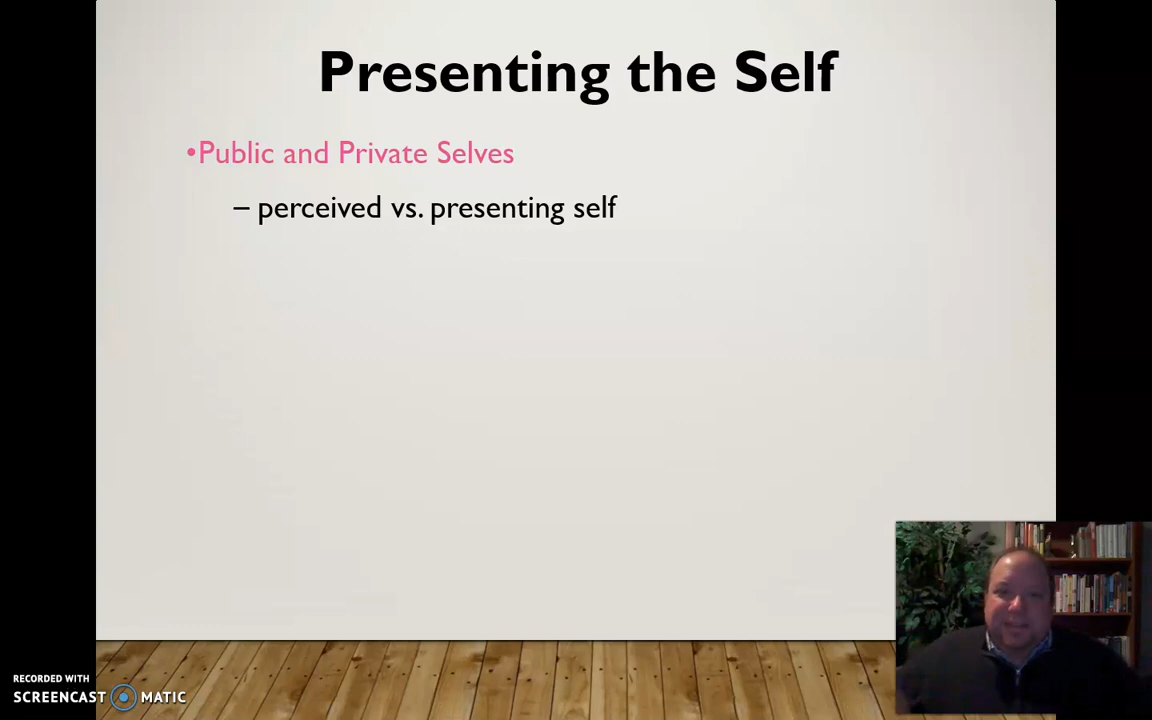 Presenting the Self
•Public and Private Selves
– perceived vs. presenting self
RECORDED WITH
SCREENCAST MATIC